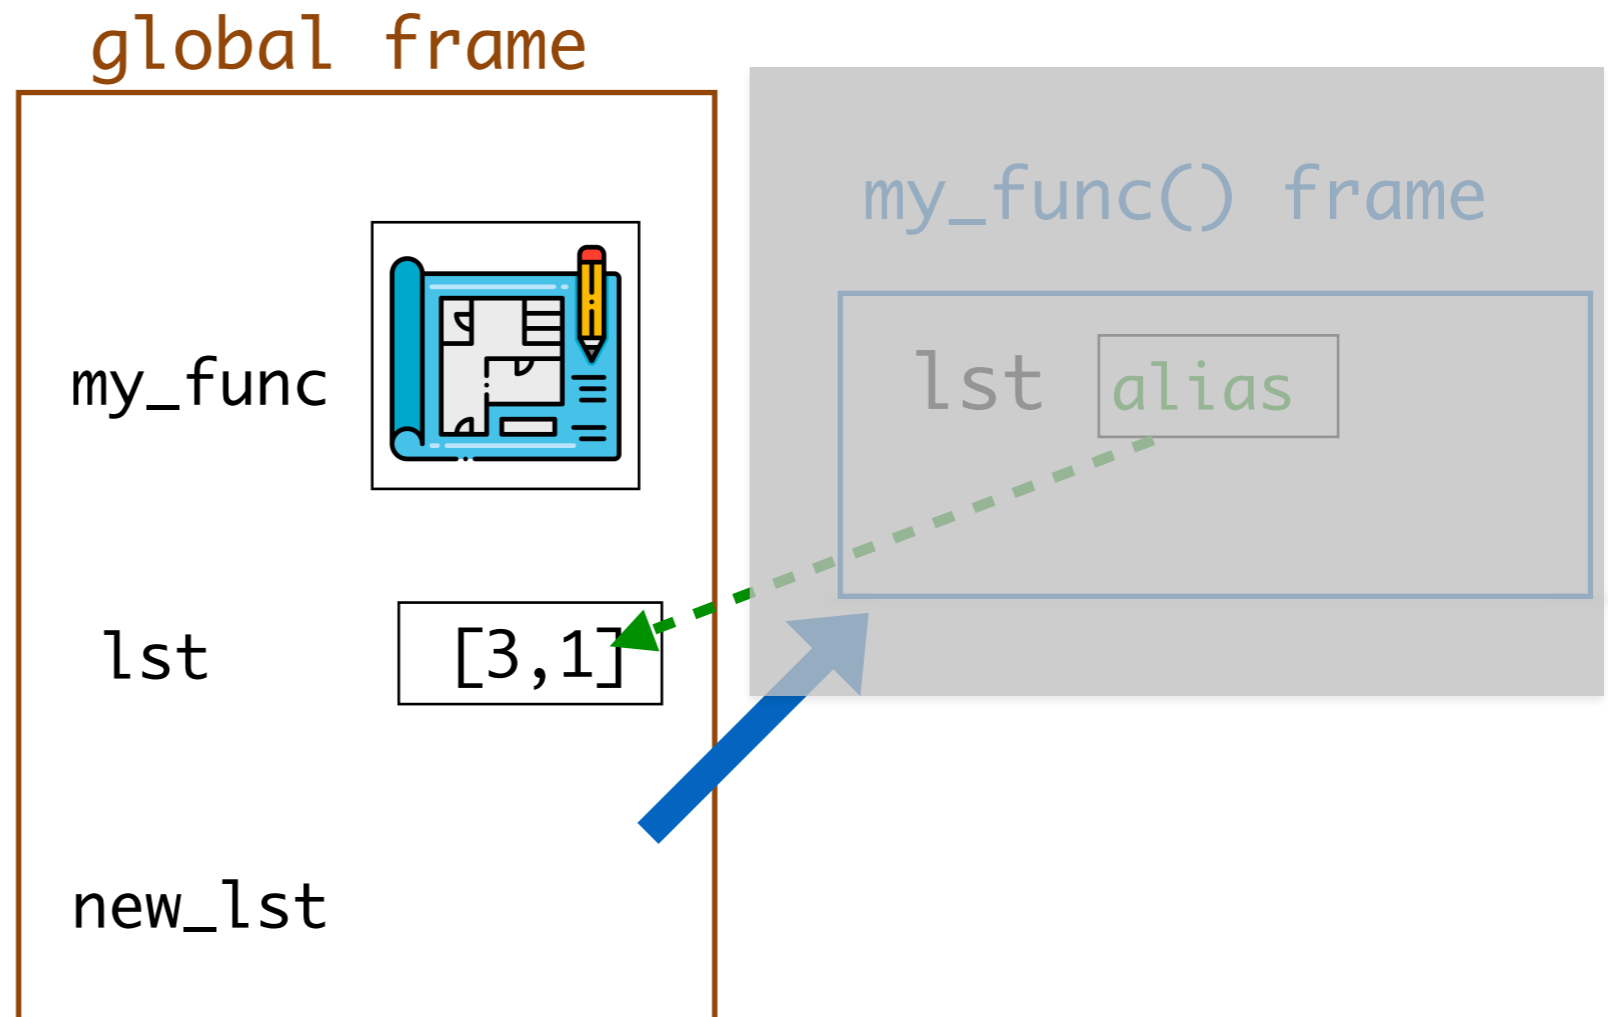 global frame
my_func() frame
my_func
lst alias
lst [3,1]
new_lst